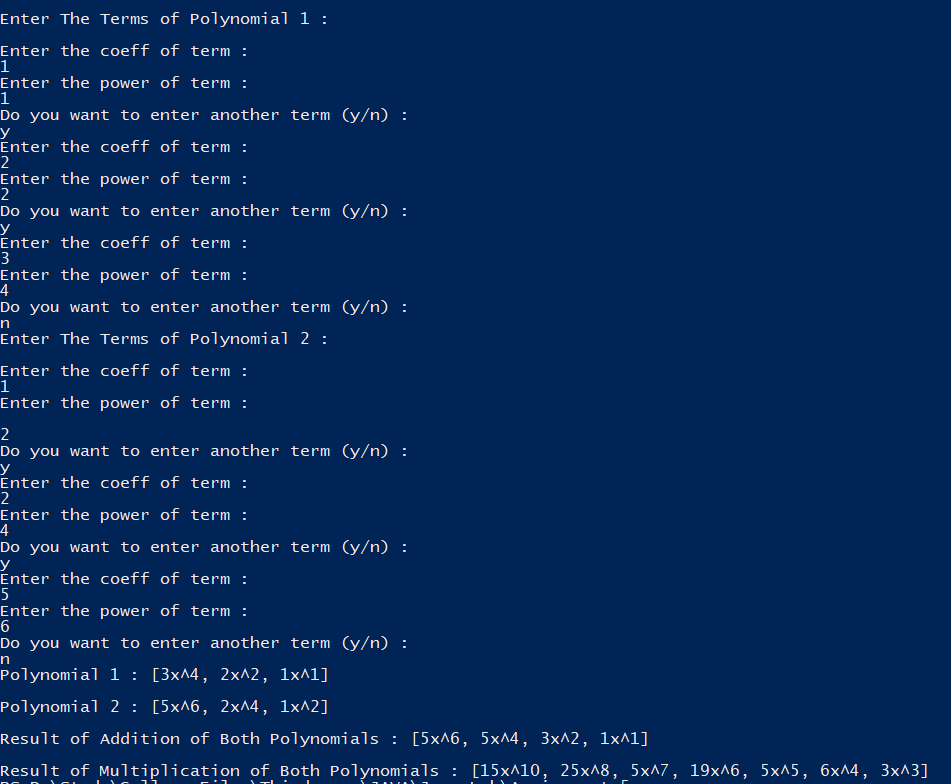 Enter The Terms of Polynomial 1 :
Enter the coeff of term :
1
Enter the power of term :
1
Do you want to enter another term (y/n) :
y
Enter the coeff of term :
2
Enter the power of term :
2
Do you want to enter another term (y/n) :
y
Enter the coeff of term :
3
Enter the power of term :
4
Do you want to enter another term (y/n) :
n
Enter The Terms of Polynomial 2 :
Enter the coeff of term :
1
Enter the power of term :
2
Do you want to enter another term (y/n) :
y
Enter the coeff of term :
2
Enter the power of term :
4
Do you want to enter another term (y/n) :
y
Enter the coeff of term :
5
Enter the power of term :
6
Do you want to enter another term (y/n) :
n
Polynomial 1 : [3x^4, 2x^2, 1x^1]
Polynomial 2 : [5x^6, 2x^4, 1x^2]
Result of Addition of Both Polynomials : [5x^6, 5x^4, 3x^2, 1x^1]
Result of Multiplication of Both Polynomials : [15x^10, 25x^8, 5x^7, 19x^6, 5x^5, 6x^4, 3x^3]